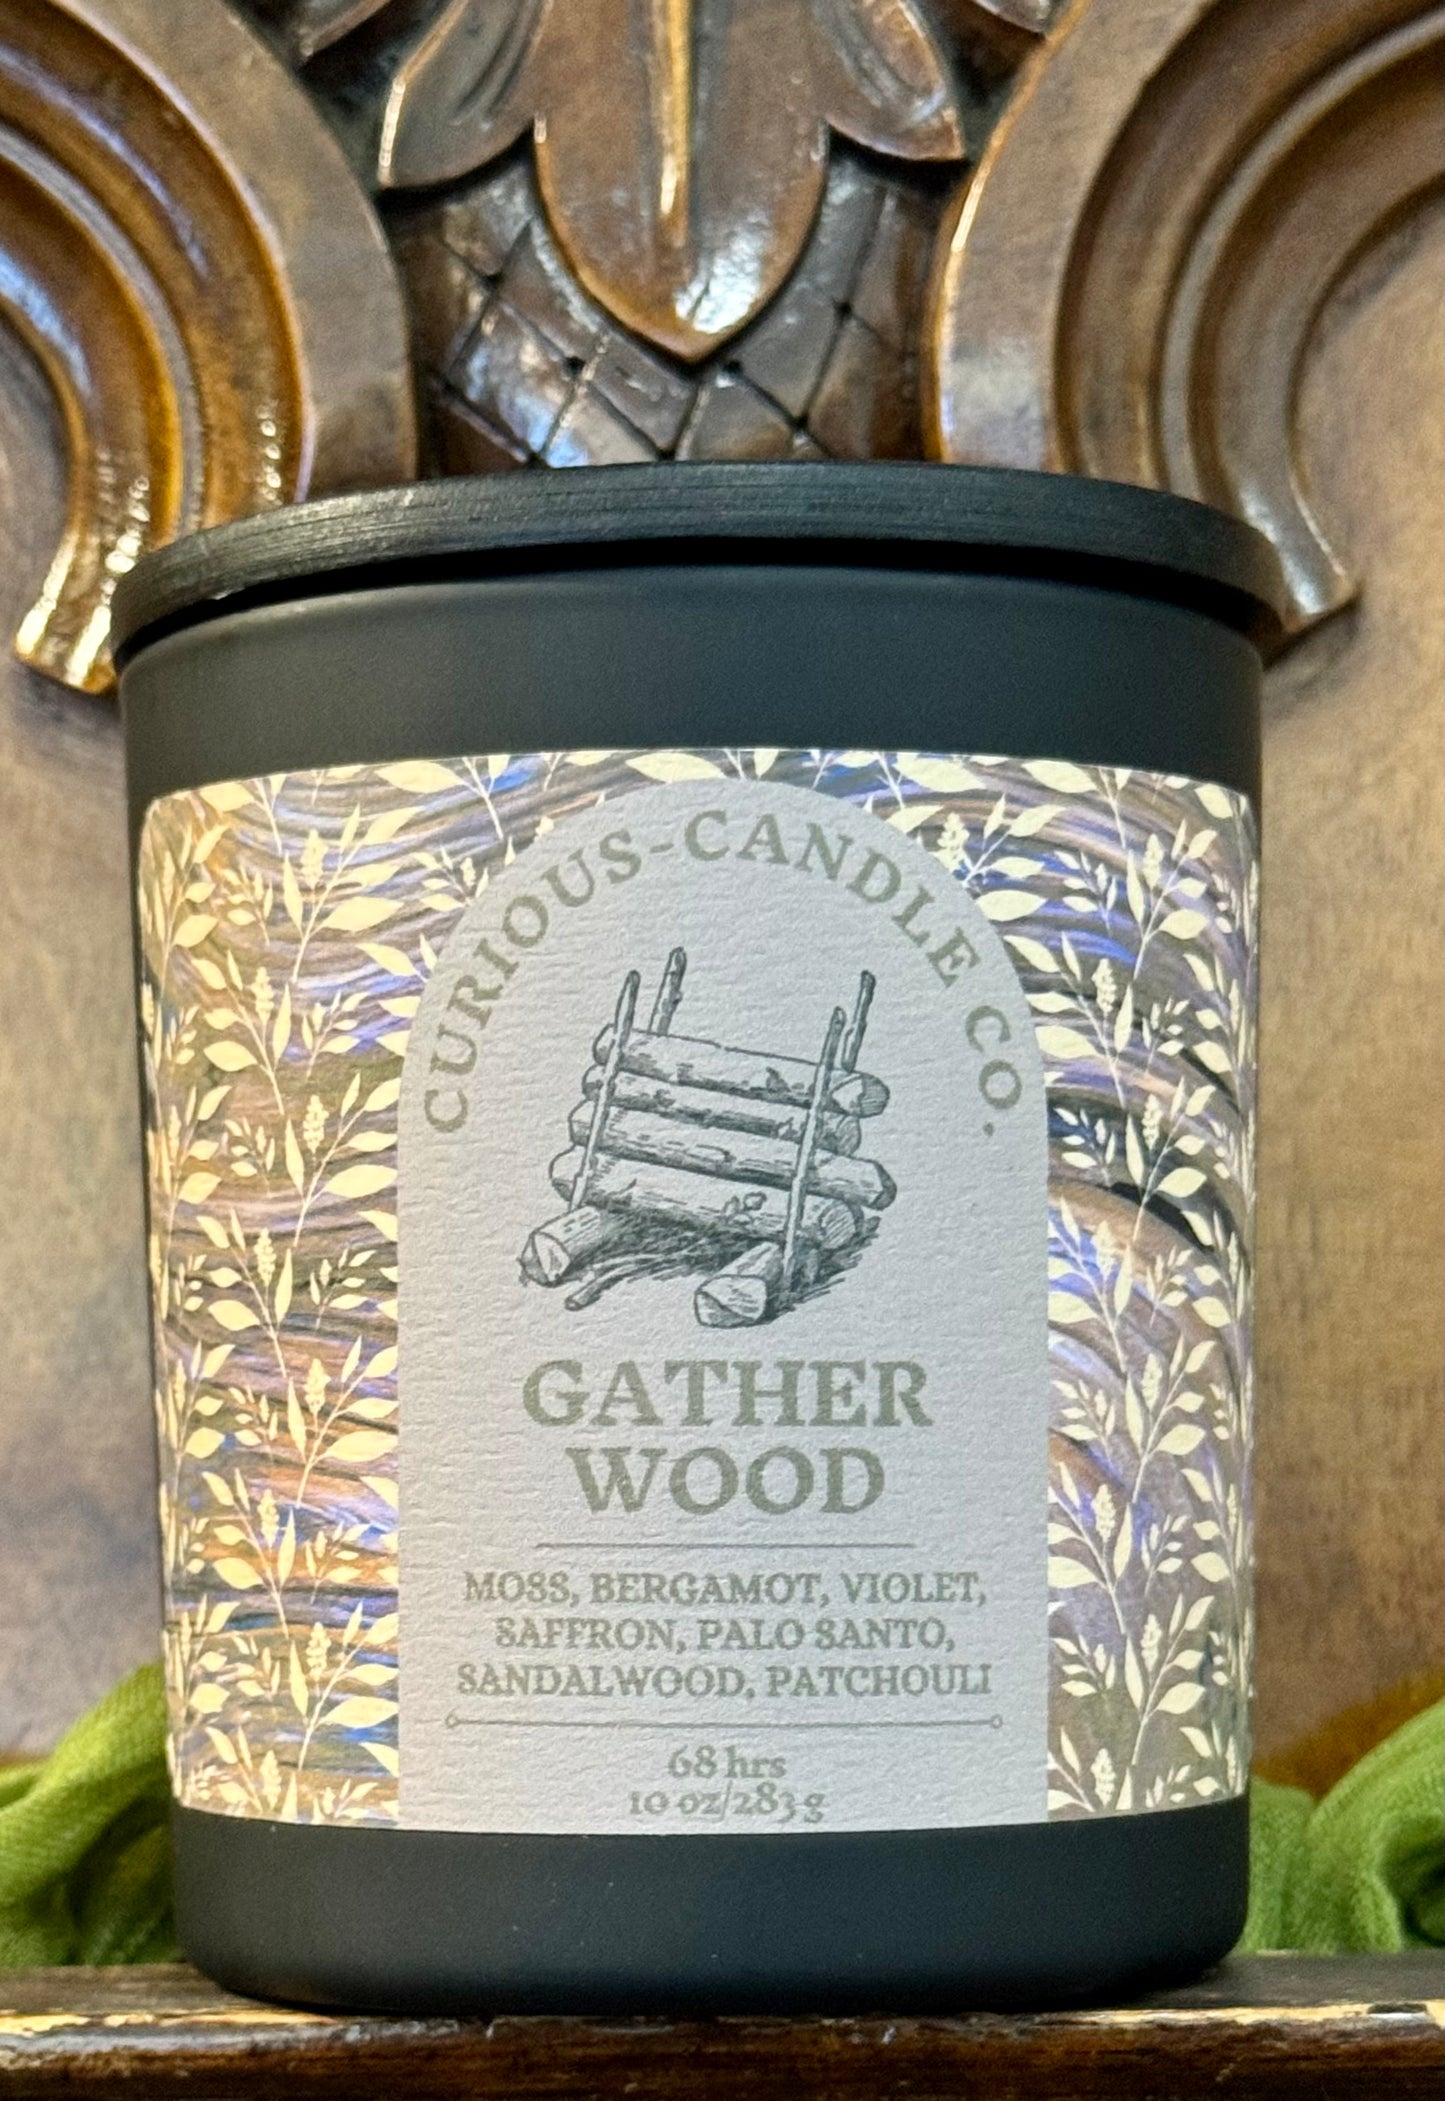 CURIOUS-CANDLE CO.
GATHER
WOOD
MOSS, BERGAMOT, VIOLET,
SAFFRON, PALO SANTO,
SANDALWOOD, PATCHOULI
68 hrs
10 oz/283 g